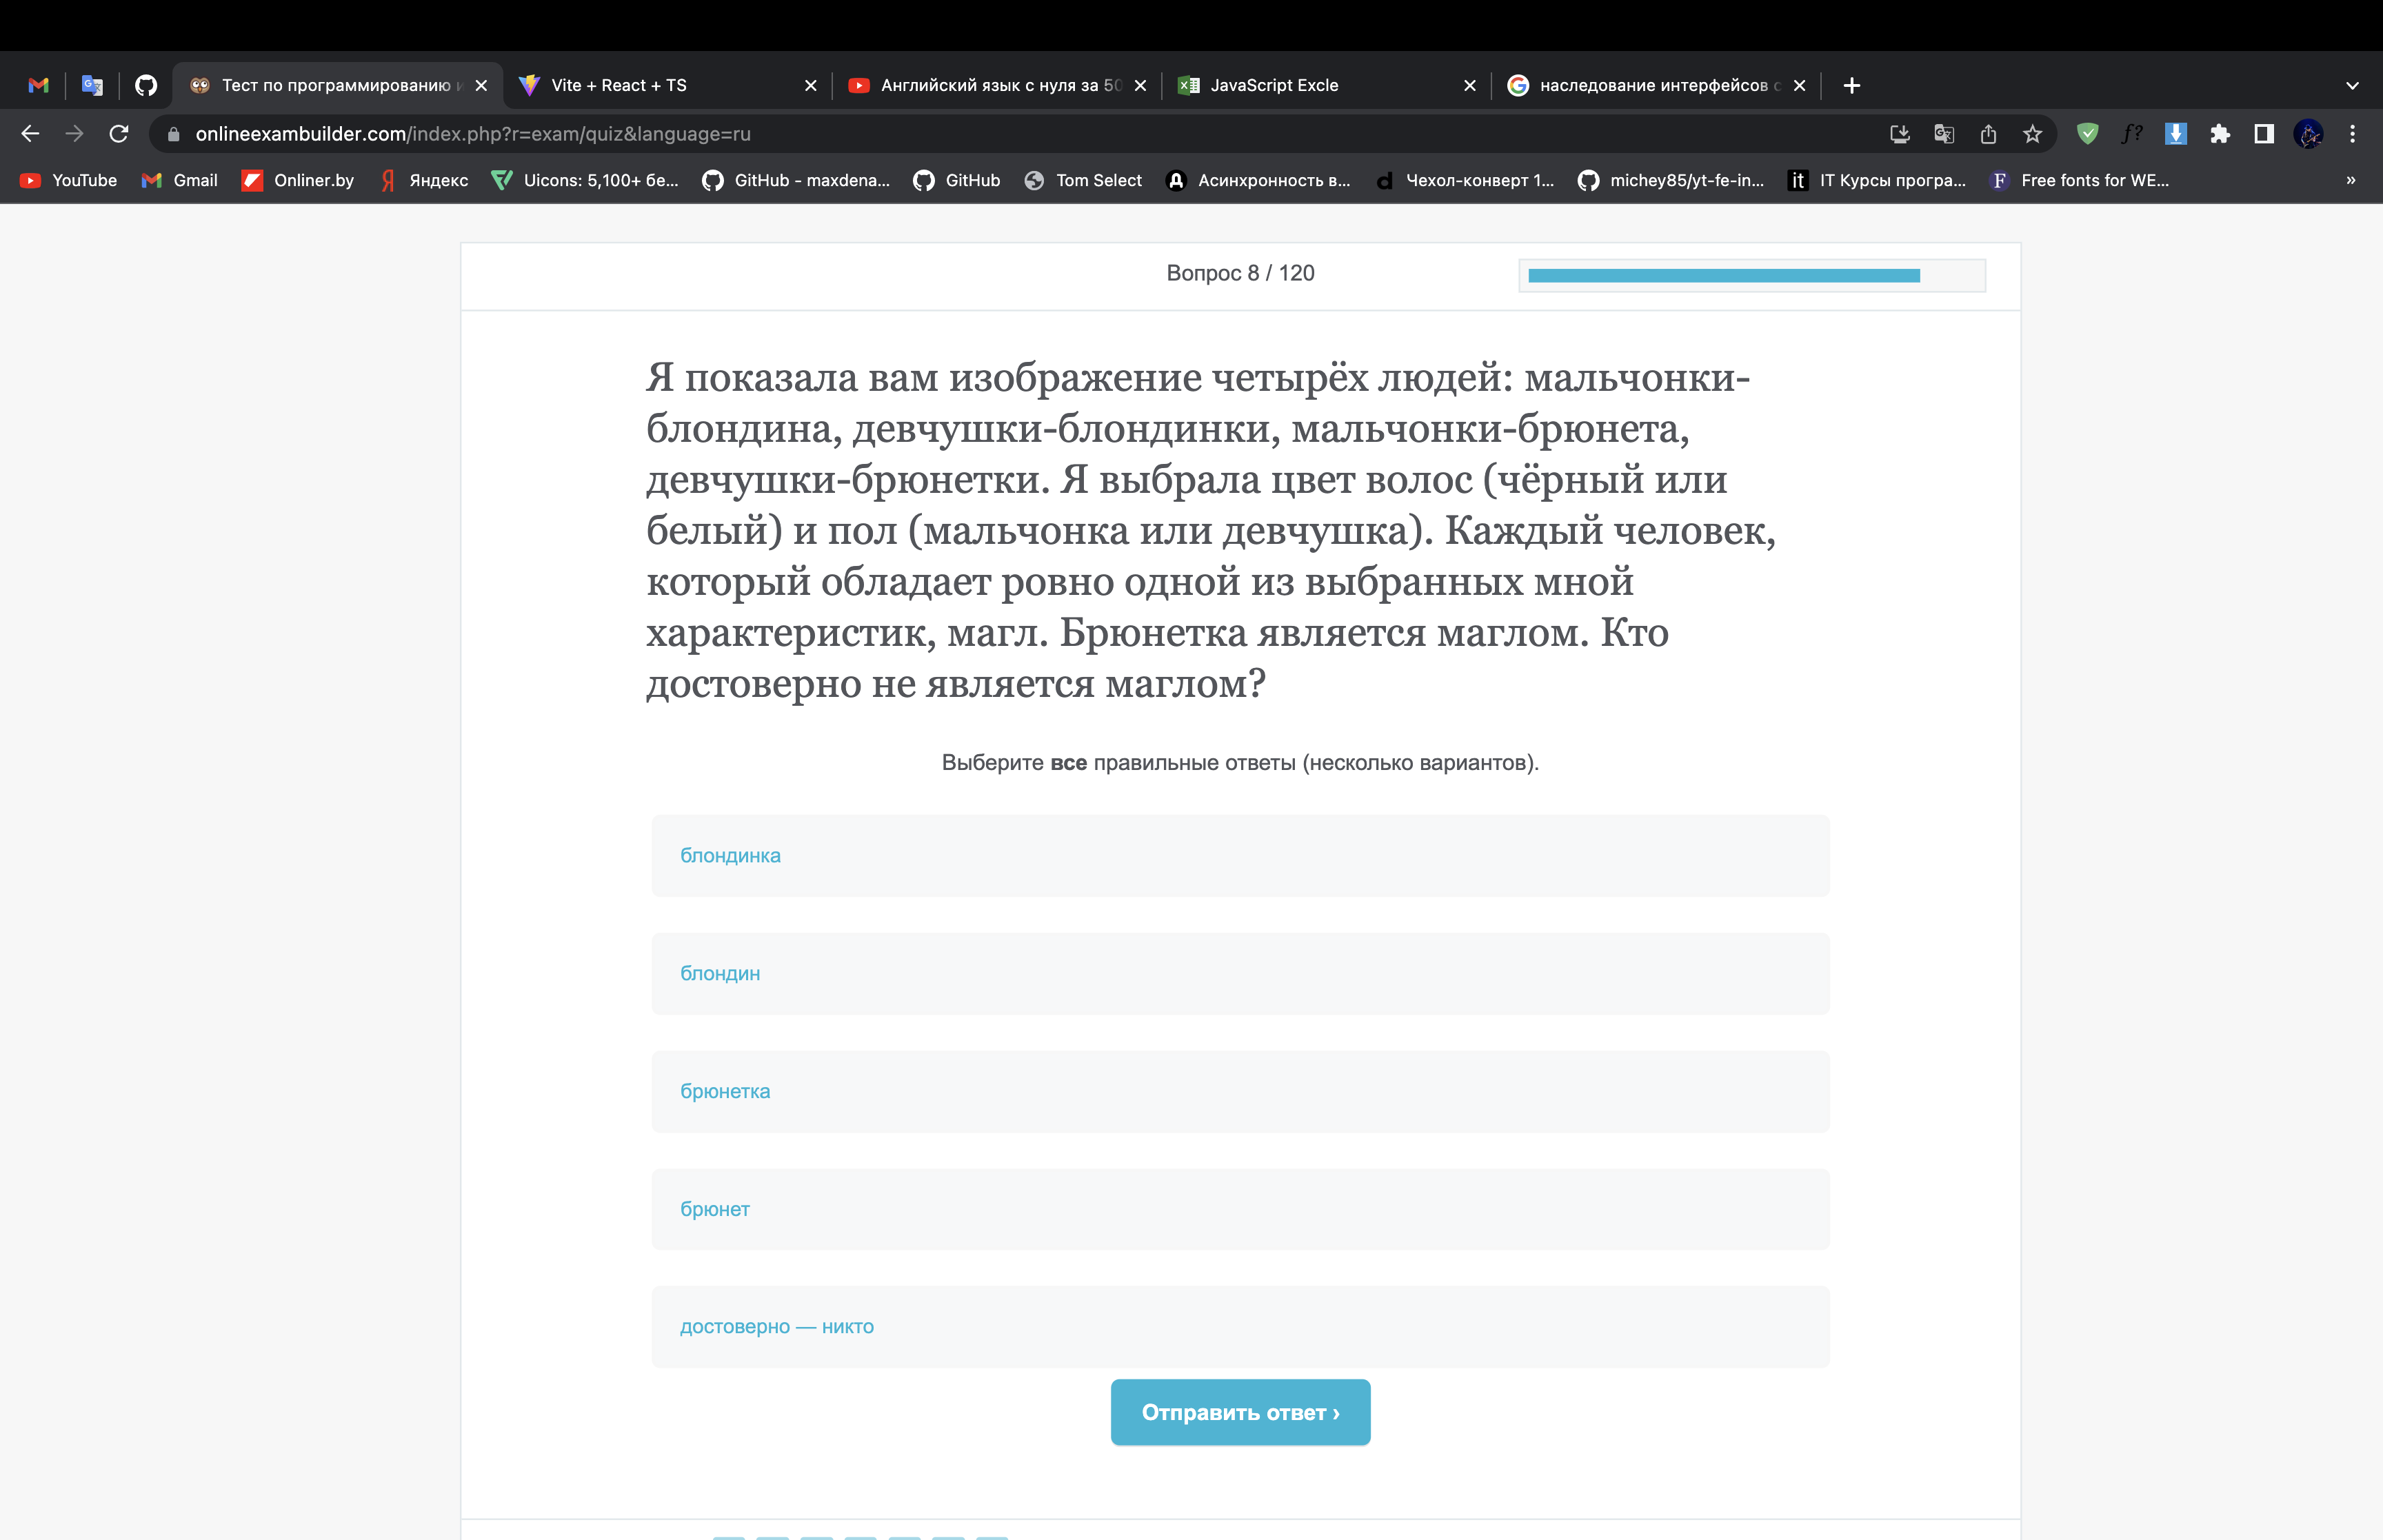 Тест по программированию и
Vite + React + TS
Английский язык с нуля за 50
JavaScript Excle
наследование интерфейсов с
onlineexambuilder.com/index.php?r=exam/quiz&language=ru
YouTube
Gmail
Onliner.by
Яндекс
Uicons: 5,100+ бе...
GitHub - maxdena...
GitHub
Tom Select
Асинхронность в...
Чехол-конверт 1...
michey85/yt-fe-in...
IT Курсы програ...
Free fonts for WE...
Вопрос 8 / 120
Я показала вам изображение четырёх людей: мальчонки-
блондина, девчушки-блондинки, мальчонки-брюнета,
девчушки-брюнетки. Я выбрала цвет волос (чёрный или
белый) и пол (мальчонка или девчушка). Каждый человек,
который обладает ровно одной из выбранных мной
характеристик, магл. Брюнетка является маглом. Кто
достоверно не является маглом?
Выберите все правильные ответы (несколько вариантов).
блондинка
блондин
брюнетка
брюнет
достоверно — никто
Отправить ответ ›